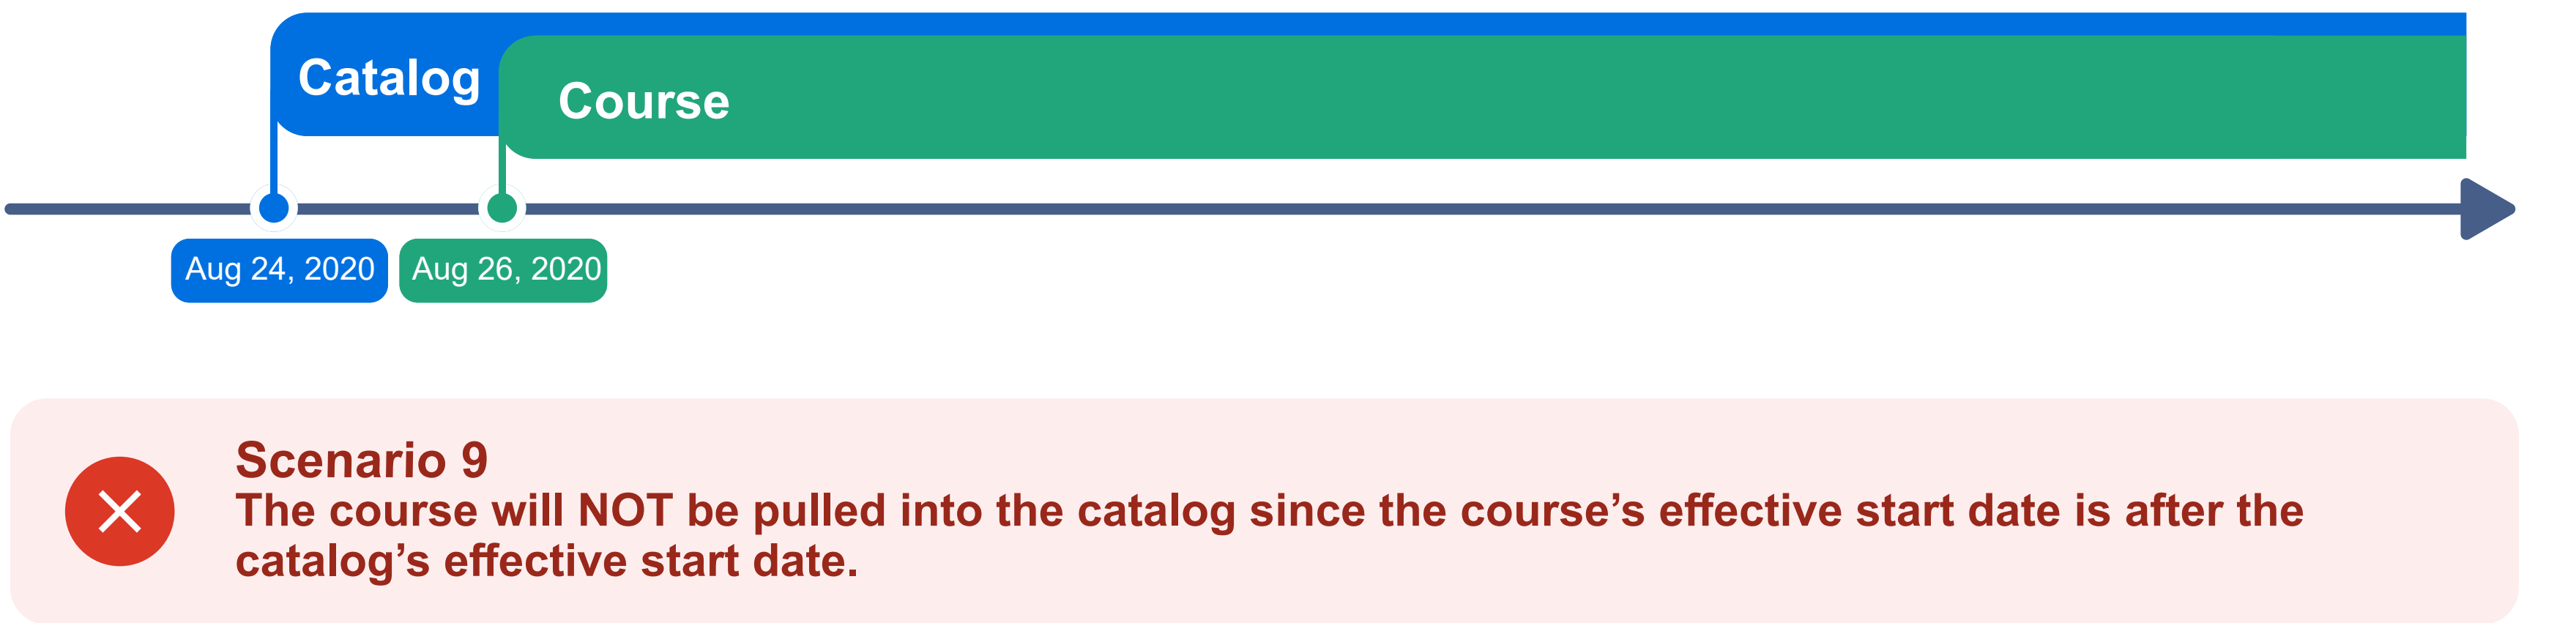 Catalog
Course
Aug 24, 2020
Aug 26, 2020
Scenario 9
The course will NOT be pulled into the catalog since the course’s effective start date is after the
catalog’s effective start date.